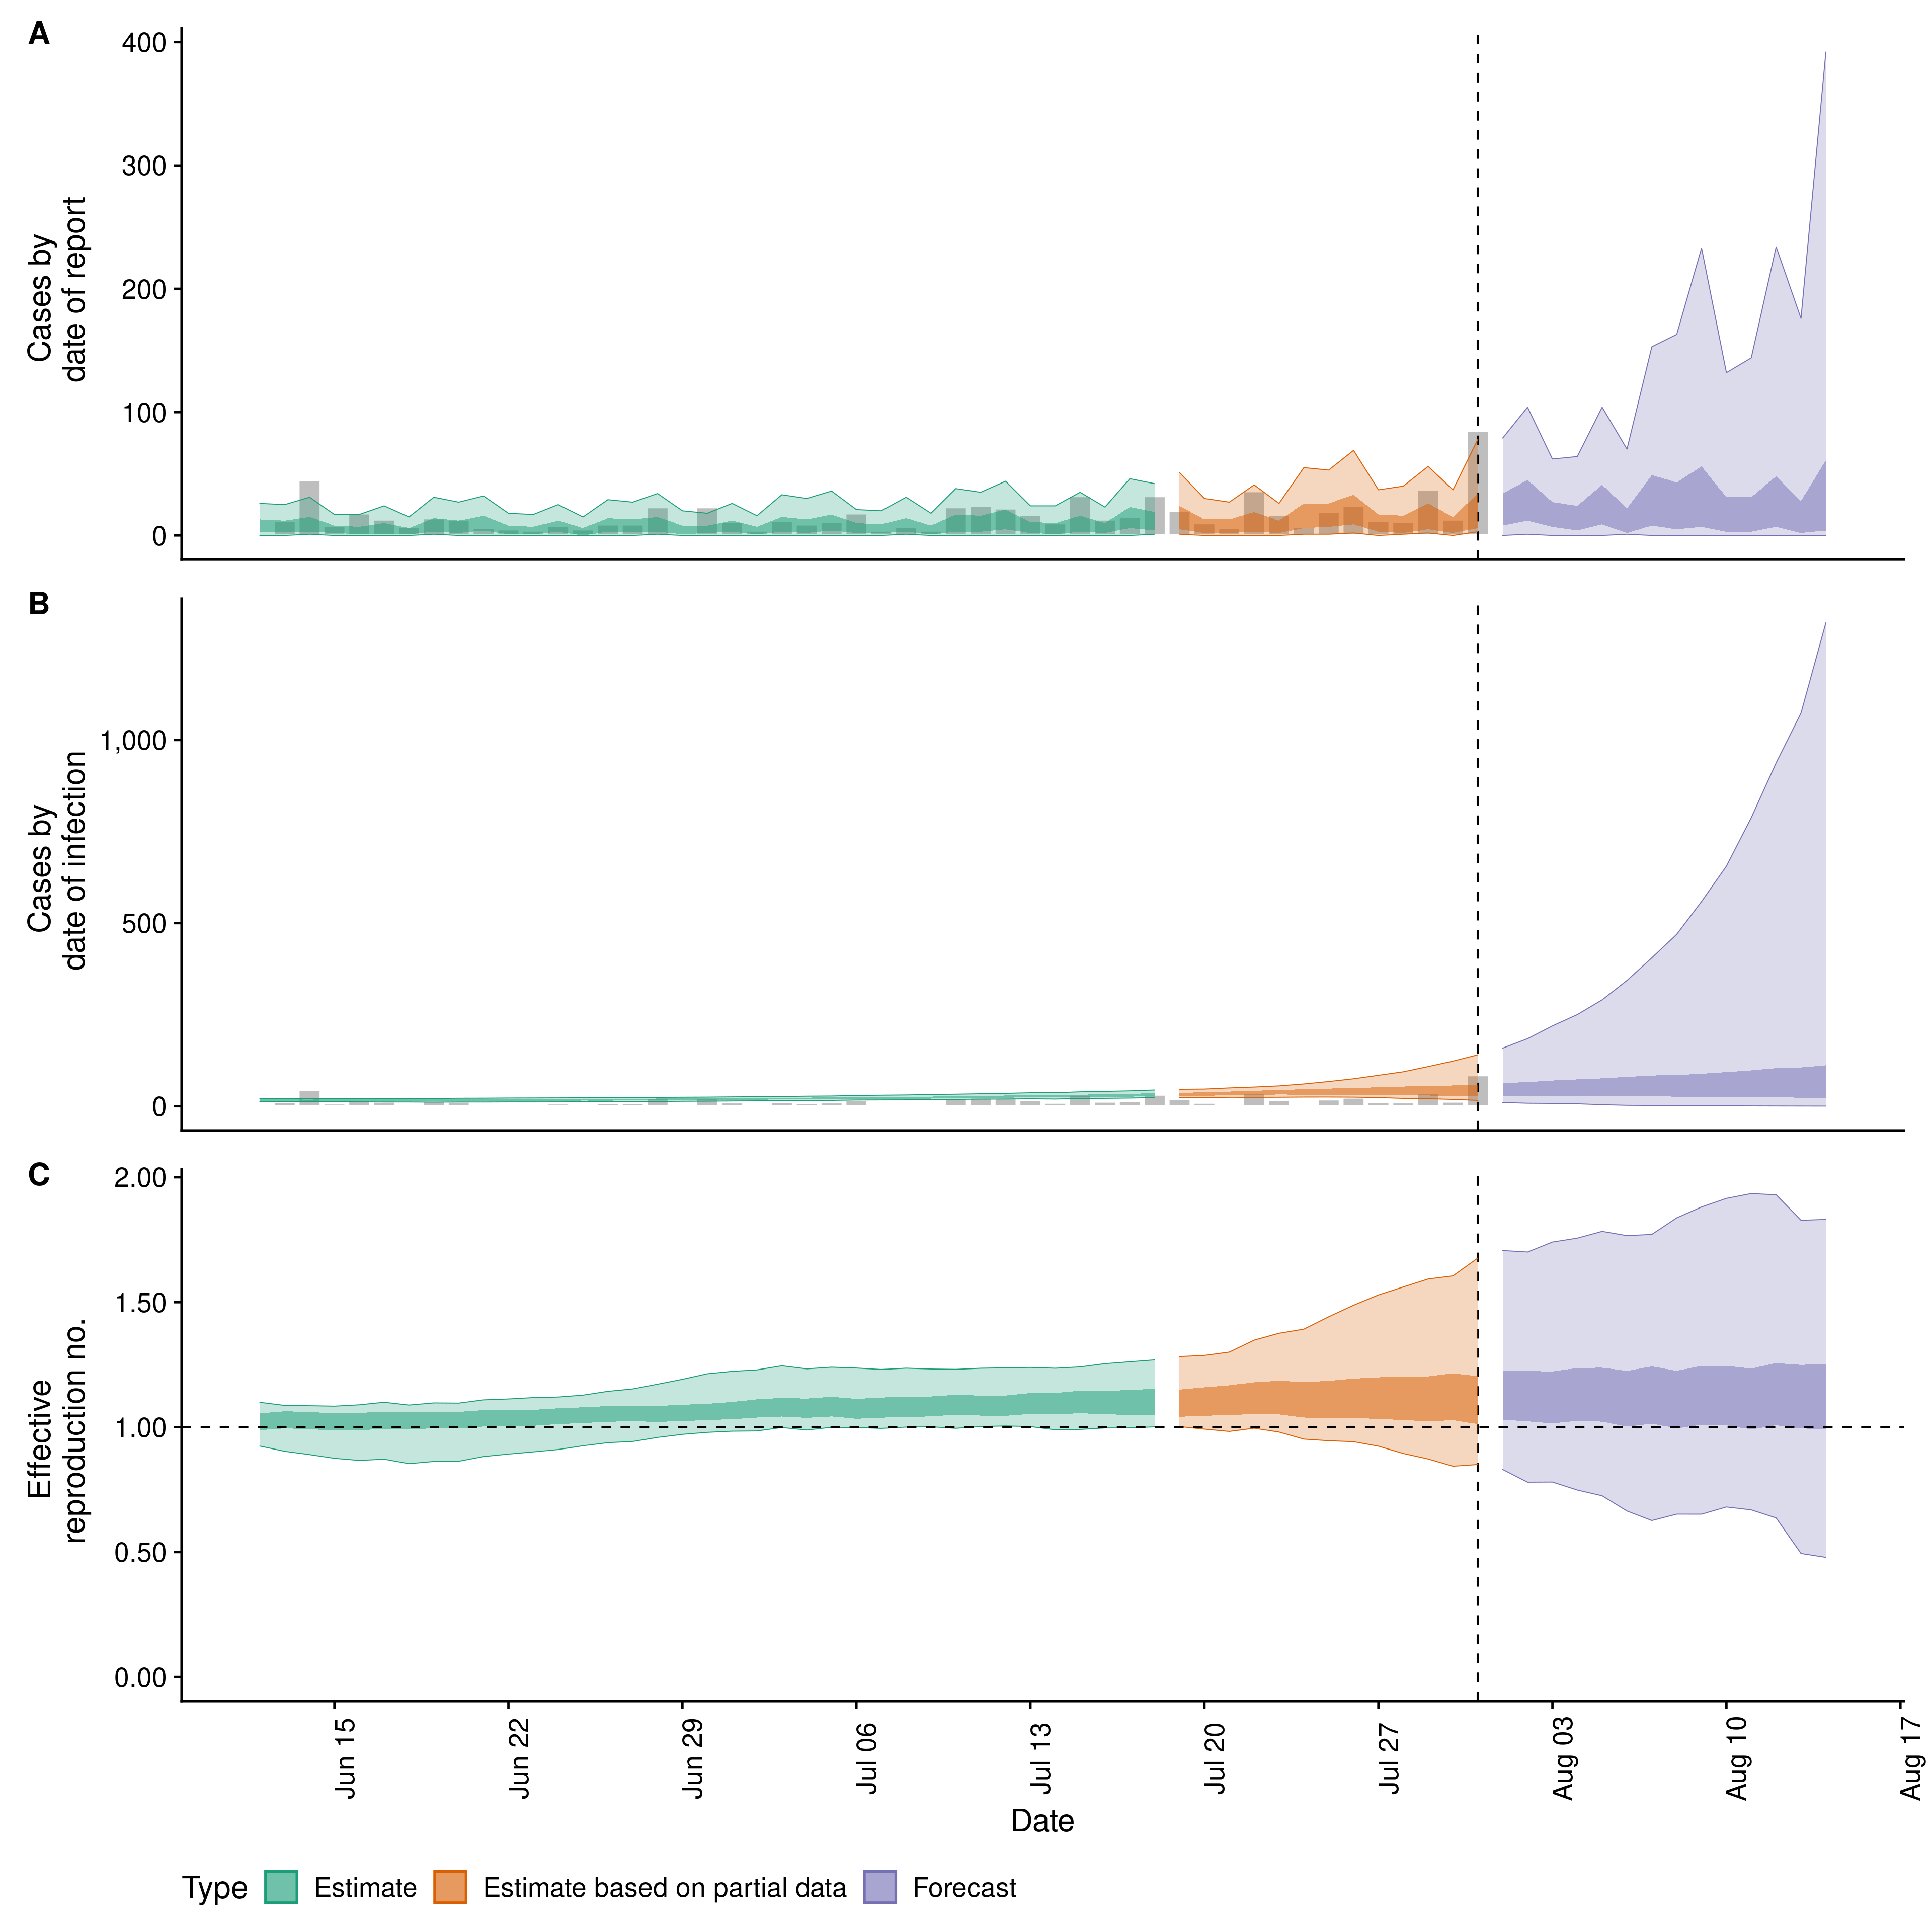 A
400
300
200
100
0
Cases by
date of report
B
1,000
500
0
Cases by
date of infection
C
2.00
1.50
1.00
0.50
0.00
Effective
reproduction no.
Jun 15
Jun 22
Jun 29
Jul 06
Jul 13
Jul 20
Jul 27
Aug 03
Aug 10
Aug 17
Date
Type Estimate Estimate based on partial data Forecast